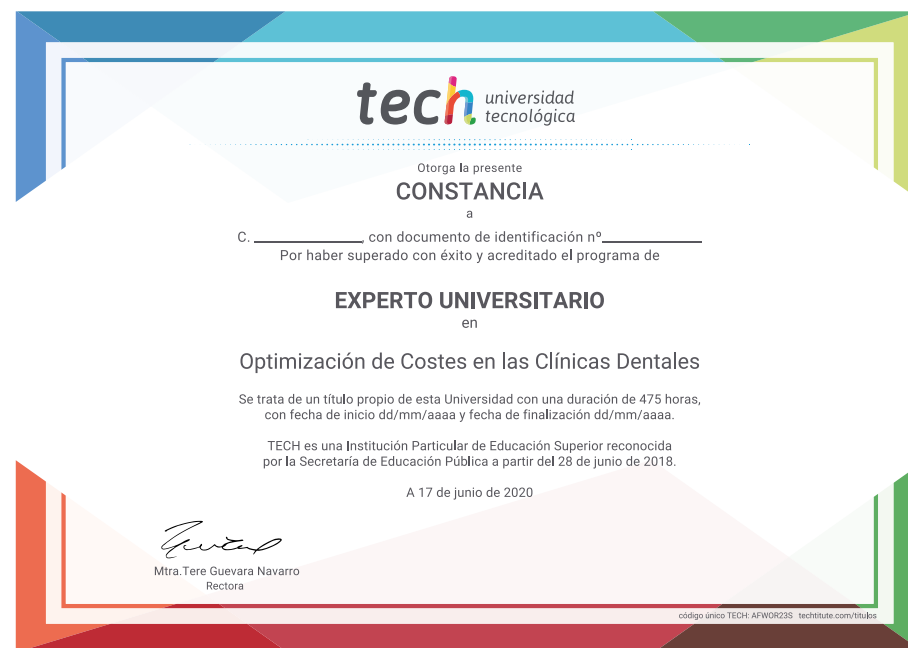 tech universidad
tecnológica
Otorga la presente
CONSTANCIA
a
C. ______________, con documento de identificación nº______________
Por haber superado con éxito y acreditado el programa de
EXPERTO UNIVERSITARIO
en
Optimización de Costes en las Clínicas Dentales
Se trata de un título propio de esta Universidad con una duración de 475 horas,
con fecha de inicio dd/mm/aaaa y fecha de finalización dd/mm/aaaa.
TECH es una Institución Particular de Educación Superior reconocida
por la Secretaría de Educación Pública a partir del 28 de junio de 2018.
A 17 de junio de 2020
Mtra.Tere Guevara Navarro
Rectora
código único TECH: AFWOR23S techtitute.com/titulos